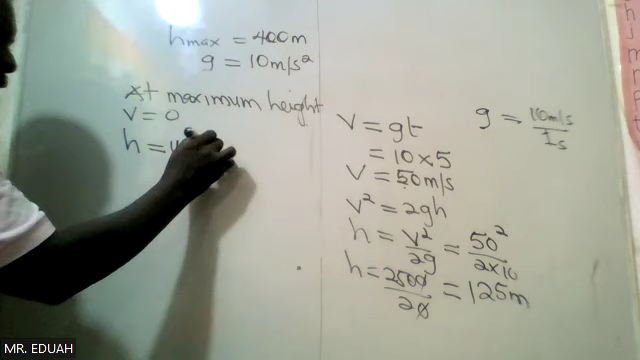 hmax = 400m
g = 10m/s²
At maximum height
v = 0
h = u
V = gt
= 10 × 5
V = 50m/s
V² = 2gh
h = V²/2g = 50²/2×10
h = 2500/20 = 125m
g = 10m/s/1s
MR. EDUAH